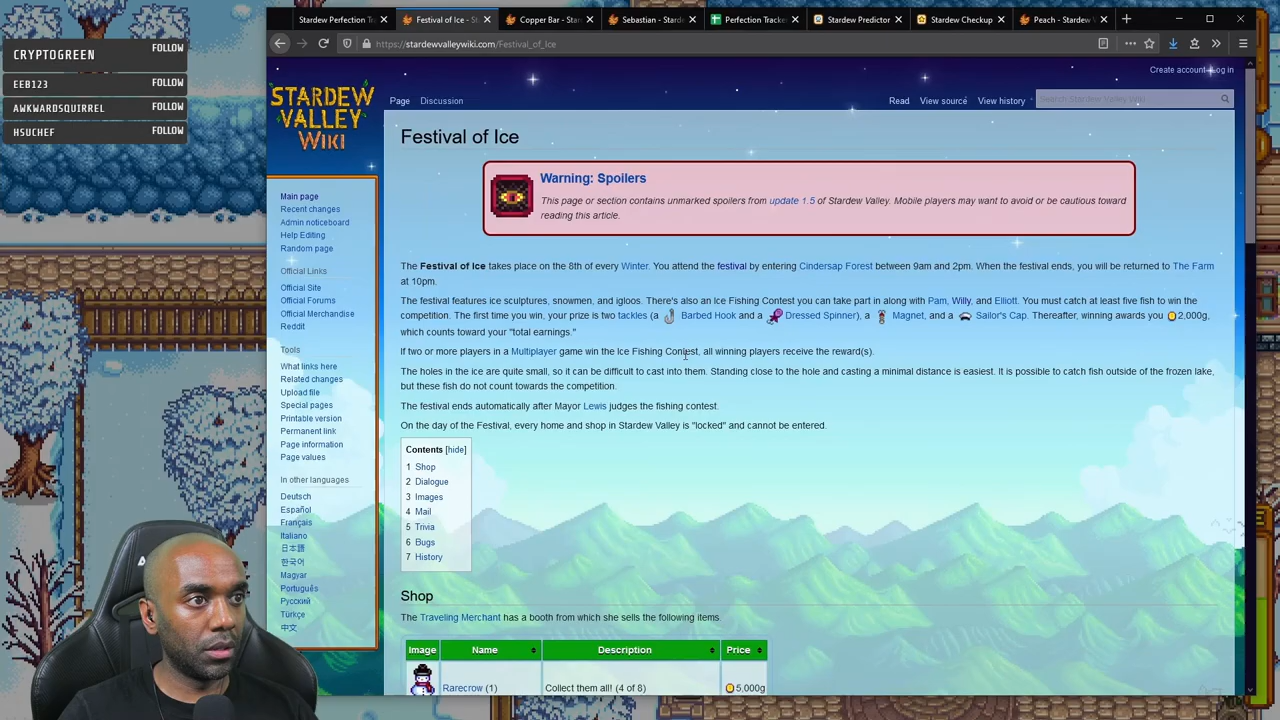 CRYPTOGREEN FOLLOW
EEB123 FOLLOW
AWKWARDSQUIRREL FOLLOW
HSUCHEF FOLLOW
Stardew Perfection Tr
Festival of Ice - St
Copper Bar - Star
Sebastian - Stardew
Perfection Tracke
Stardew Predictor
Stardew Checkup
Peach - Stardew V
https://stardewvalleywiki.com/Festival_of_Ice
Create account Log in
STARDEW
VALLEY
WIKI
Page Discussion
Read View source View history
Search Stardew Valley Wiki
Main page
Recent changes
Admin noticeboard
Help Editing
Random page
Official Links
Official Site
Official Forums
Official Merchandise
Reddit
Tools
What links here
Related changes
Upload file
Special pages
Printable version
Permanent link
Page information
Page values
In other languages
Deutsch
Español
Français
Italiano
日本語
한국어
Magyar
Português
Русский
Türkçe
中文
Festival of Ice
Warning: Spoilers
This page or section contains unmarked spoilers from update 1.5 of Stardew Valley. Mobile players may want to avoid or be cautious toward
reading this article.
The Festival of Ice takes place on the 8th of every Winter. You attend the festival by entering Cindersap Forest between 9am and 2pm. When the festival ends, you will be returned to The Farm
at 10pm.
The festival features ice sculptures, snowmen, and igloos. There's also an Ice Fishing Contest you can take part in along with Pam, Willy, and Elliott. You must catch at least five fish to win the
competition. The first time you win, your prize is two tackles (a Barbed Hook and a Dressed Spinner), a Magnet, and a Sailor's Cap. Thereafter, winning awards you 2,000g,
which counts toward your "total earnings."
If two or more players in a Multiplayer game win the Ice Fishing Contest, all winning players receive the reward(s).
The holes in the ice are quite small, so it can be difficult to cast into them. Standing close to the hole and casting a minimal distance is easiest. It is possible to catch fish outside of the frozen lake,
but these fish do not count towards the competition.
The festival ends automatically after Mayor Lewis judges the fishing contest.
On the day of the Festival, every home and shop in Stardew Valley is "locked" and cannot be entered.
Contents [hide]
1 Shop
2 Dialogue
3 Images
4 Mail
5 Trivia
6 Bugs
7 History
Shop
The Traveling Merchant has a booth from which she sells the following items.
Image Name Description Price
Rarecrow (1) Collect them all! (4 of 8) 5,000g